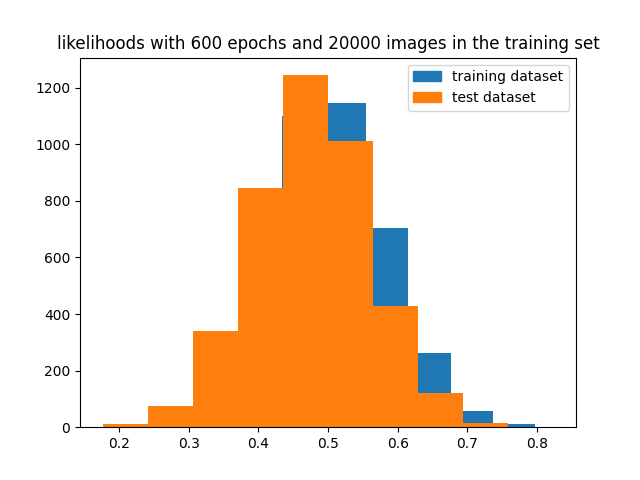 likelihoods with 600 epochs and 20000 images in the training set
training dataset
test dataset
1200
1000
800
600
400
200
0
0.2 0.3 0.4 0.5 0.6 0.7 0.8